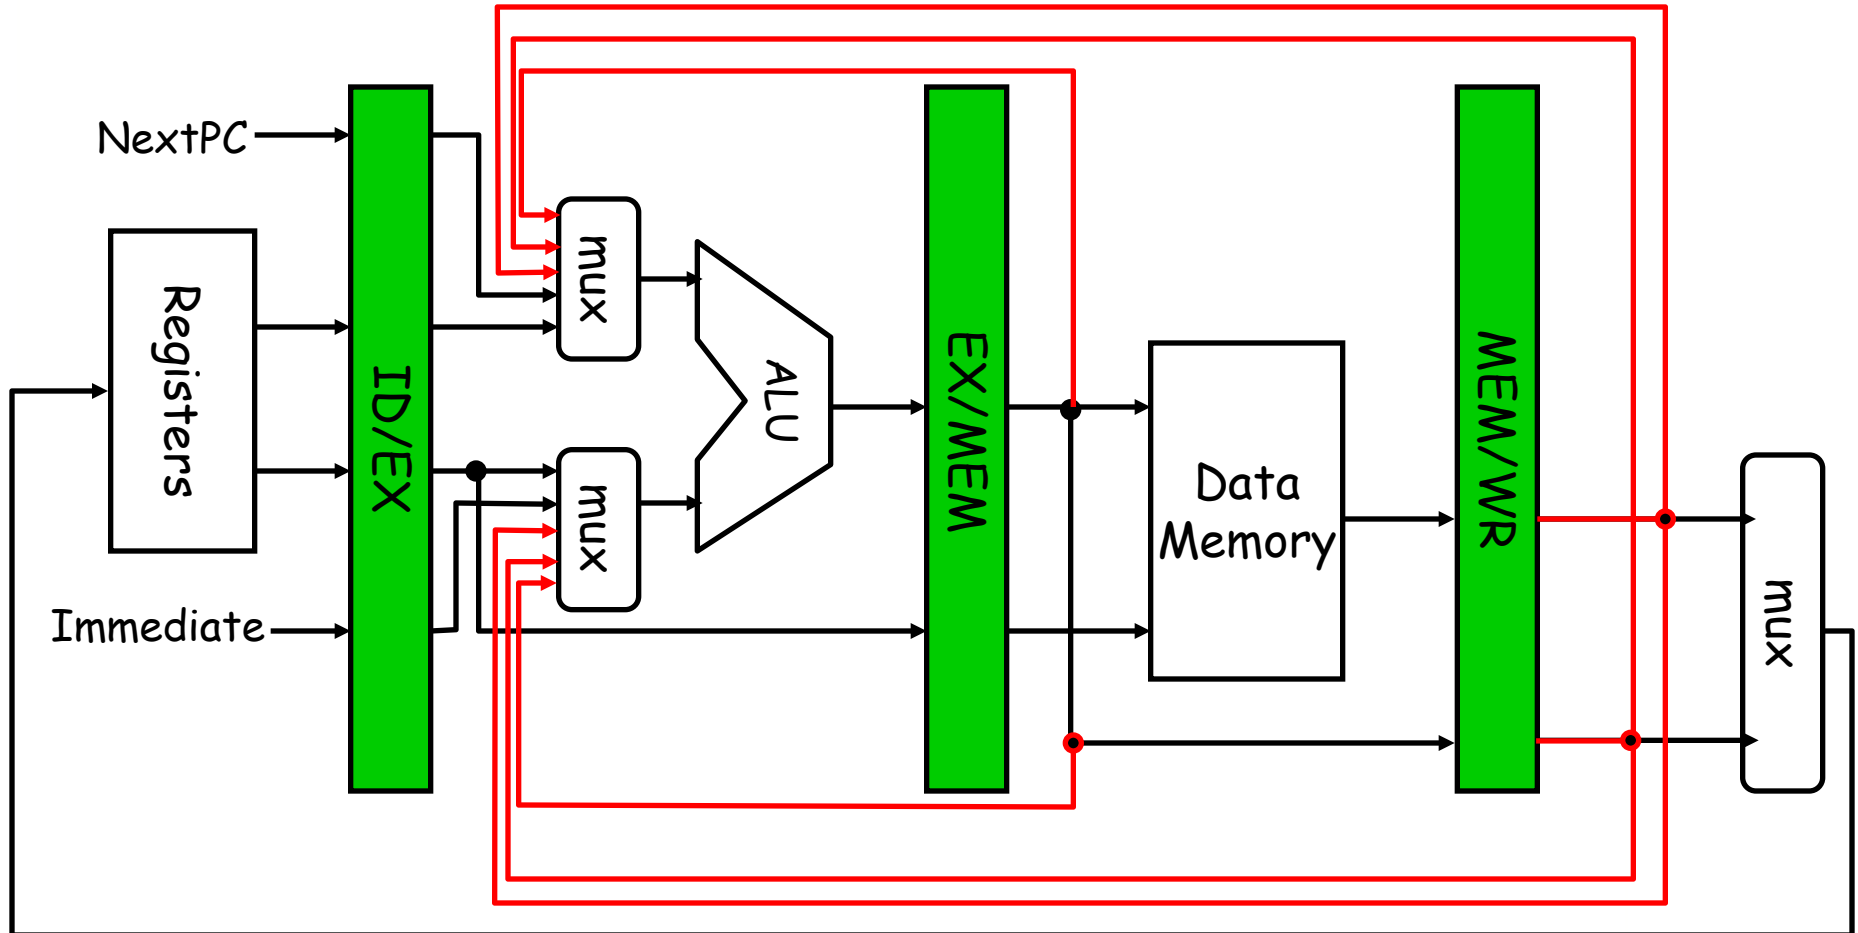 NextPC
Registers
Immediate
ID/EX
mux
mux
ALU
EX/MEM
Data
Memory
MEM/WR
mux